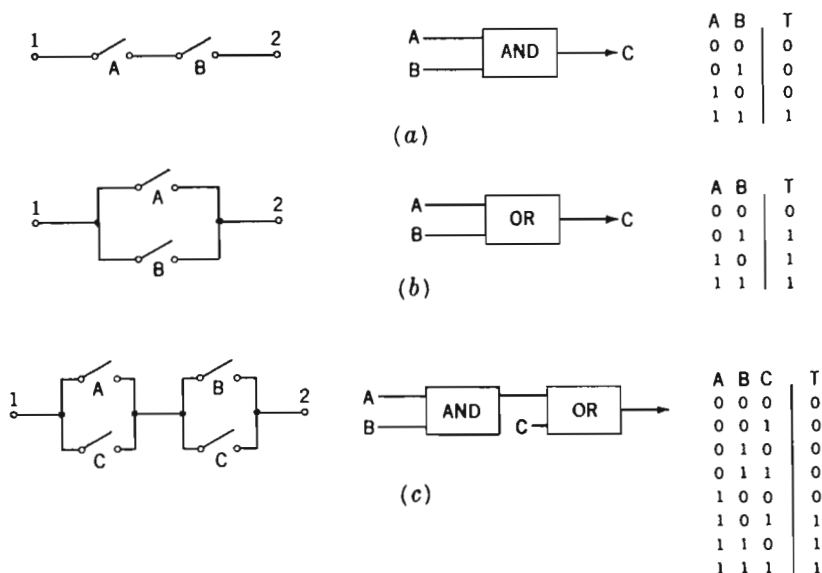 1 A B 2
A B AND C
A B T
0 0 0
0 1 0
1 0 0
1 1 1
(a)
1 A B 2
A B OR C
A B T
0 0 0
0 1 1
1 0 1
1 1 1
(b)
1 A C B C 2
A B AND C OR
A B C T
0 0 0 0
0 0 1 0
0 1 0 0
0 1 1 0
1 0 0 0
1 0 1 1
1 1 0 1
1 1 1 1
(c)